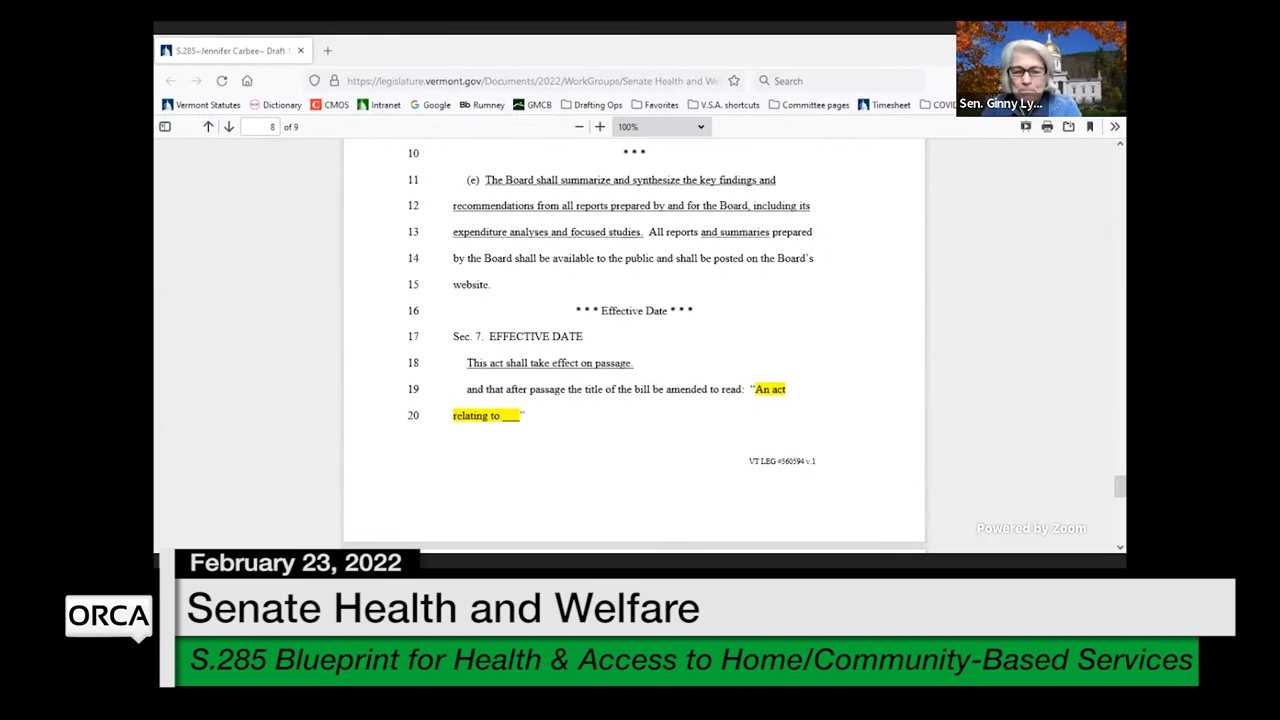 S.285~Jennifer Carbee~ Draft
https://legislature.vermont.gov/Documents/2022/WorkGroups/Senate Health and We
Search
Vermont Statutes Dictionary CMOS Intranet Google Bb Rumney GMCB Drafting Ops Favorites V.S.A. shortcuts Committee pages Timesheet COVI
Sen. Ginny Ly...
8 of 9
100%
10 * * *
11 (e) The Board shall summarize and synthesize the key findings and
12 recommendations from all reports prepared by and for the Board, including its
13 expenditure analyses and focused studies. All reports and summaries prepared
14 by the Board shall be available to the public and shall be posted on the Board's
15 website.
16 * * * Effective Date * * *
17 Sec. 7. EFFECTIVE DATE
18 This act shall take effect on passage.
19 and that after passage the title of the bill be amended to read: "An act
20 relating to ___"
VT LEG #360594 v.1
Powered by Zoom
February 23, 2022
ORCA
Senate Health and Welfare
S.285 Blueprint for Health & Access to Home/Community-Based Services